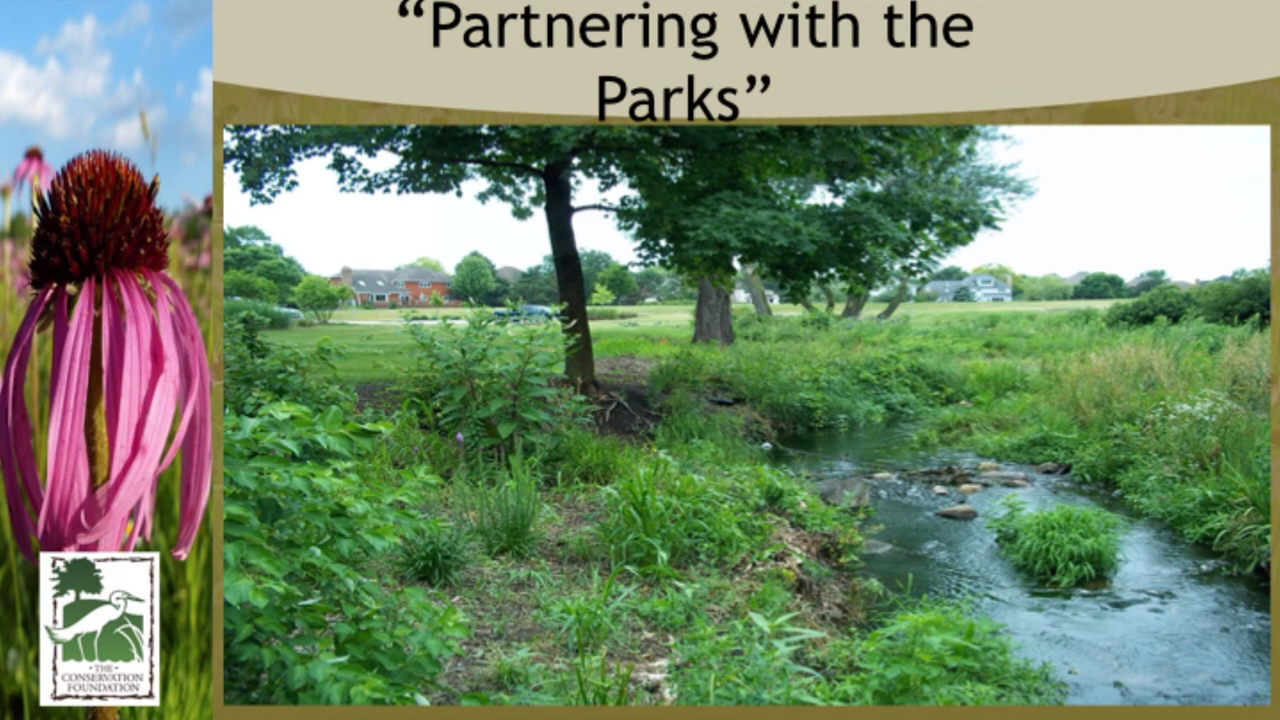 “Partnering with the
Parks”
· THE ·
CONSERVATION
FOUNDATION